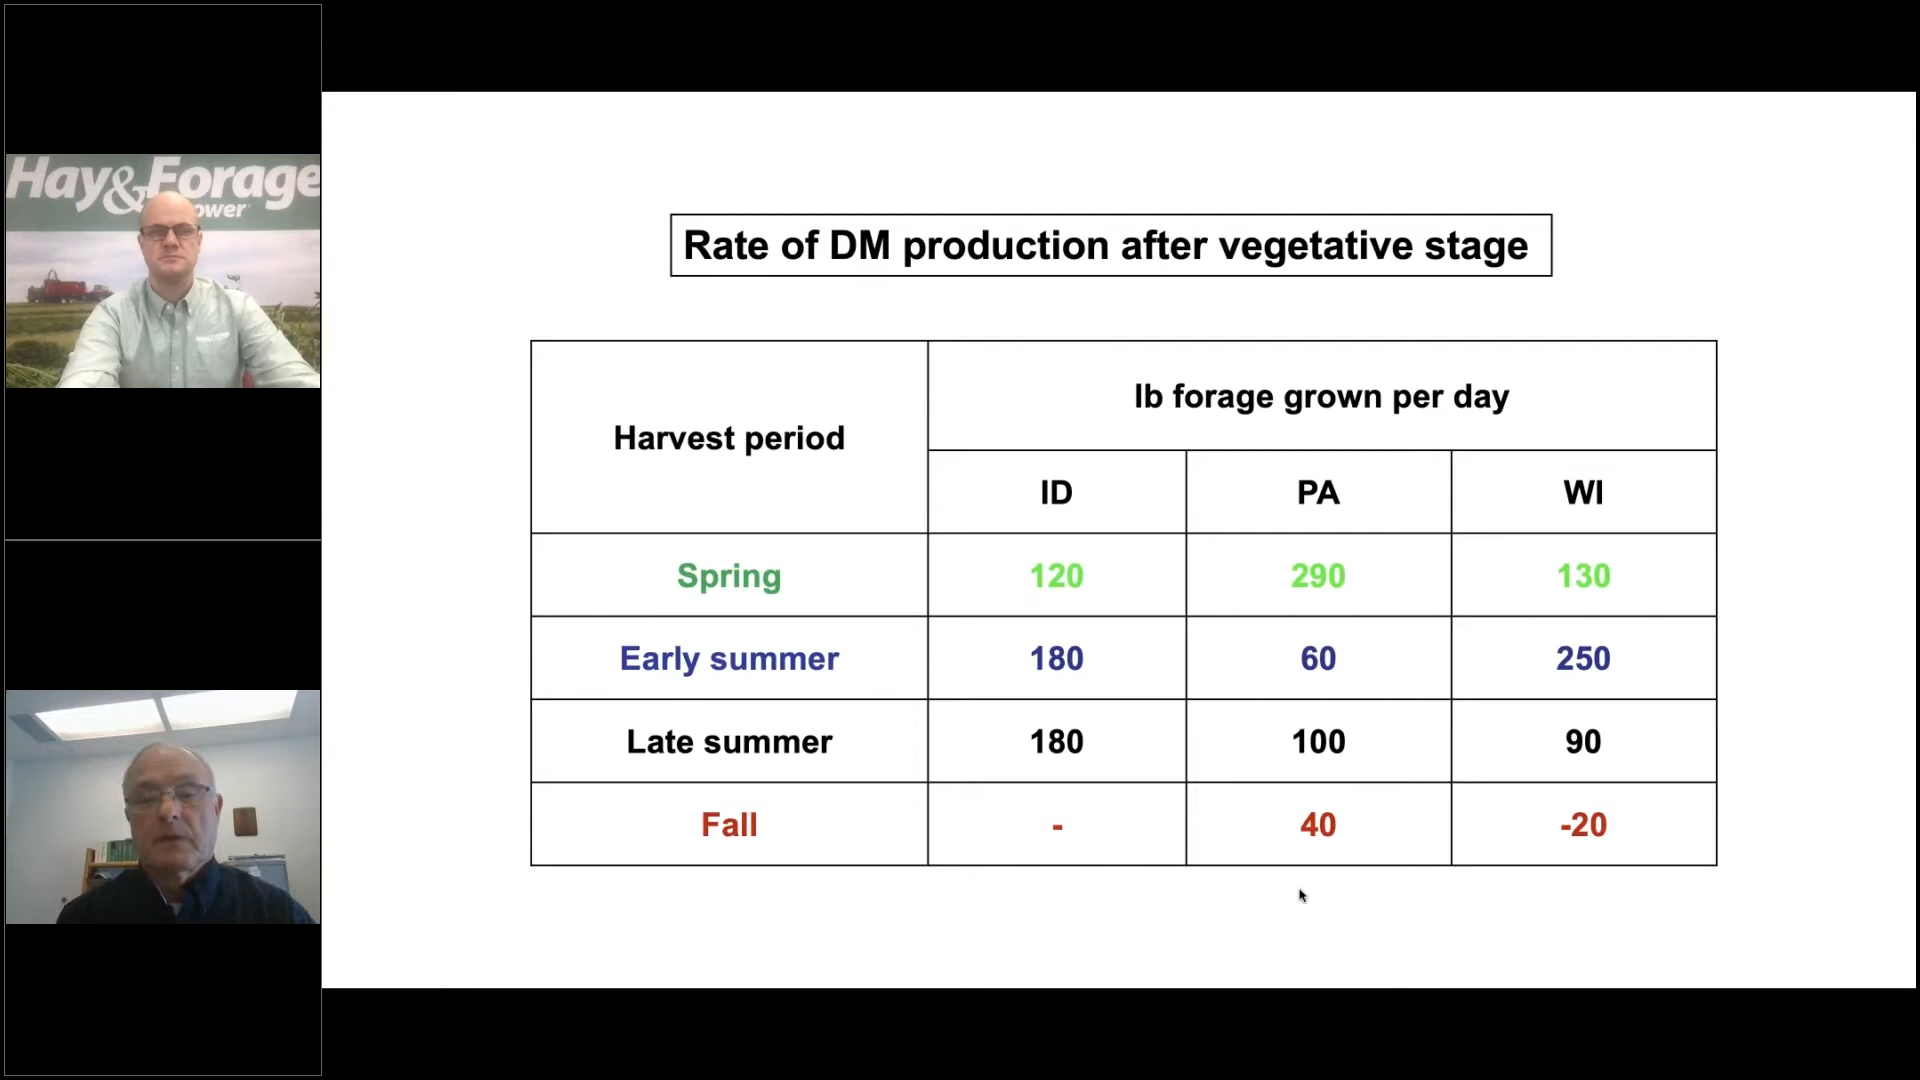 Hay&Forage
ower
Rate of DM production after vegetative stage
Harvest period
lb forage grown per day
ID PA WI
Spring 120 290 130
Early summer 180 60 250
Late summer 180 100 90
Fall - 40 -20